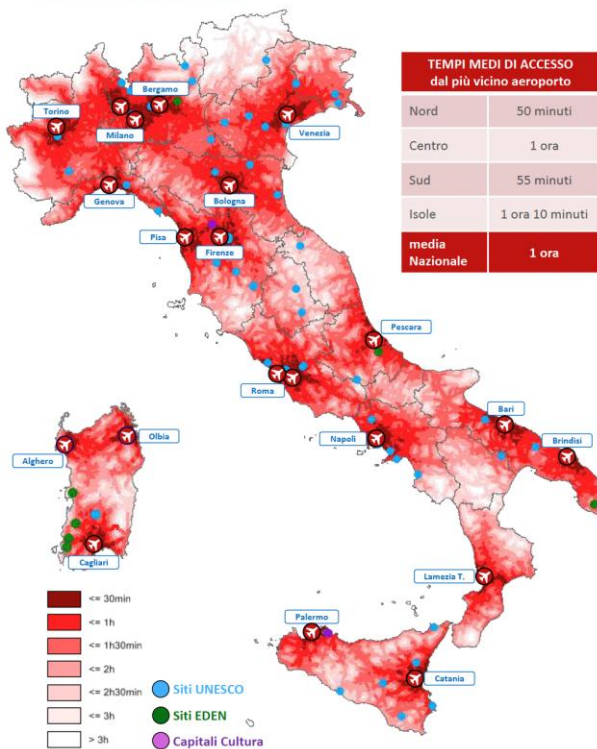 TEMPI MEDI DI ACCESSO
dal più vicino aeroporto
Nord 50 minuti
Centro 1 ora
Sud 55 minuti
Isole 1 ora 10 minuti
media
Nazionale 1 ora
Bergamo
Torino
Milano
Venezia
Genova
Bologna
Pisa
Firenze
Pescara
Roma
Bari
Napoli
Brindisi
Olbia
Alghero
Cagliari
Lamezia T.
Palermo
Catania
<= 30min
<= 1h
<= 1h30min
<= 2h
<= 2h30min
<= 3h
> 3h
Siti UNESCO
Siti EDEN
Capitali Cultura